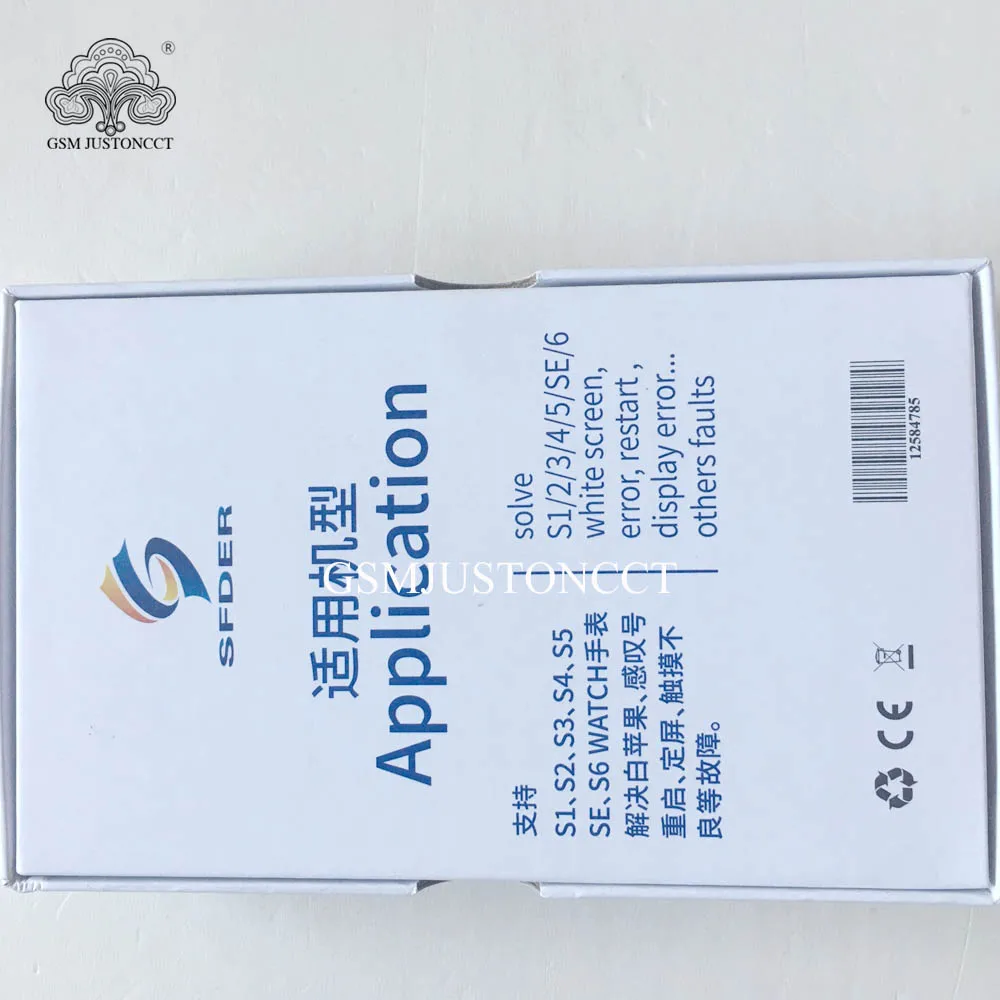 ®
GSM JUSTONCCT
SFDER
适用机型
Application
支持
S1、S2、S3、S4、S5
SE、S6 WATCH手表
解决白苹果、感叹号
重启、定屏、触摸不
良等故障。
solve
S1/2/3/4/5/SE/6
white screen,
error, restart ,
display error...
others faults
12584785
CE
GSMJUSTONCCT